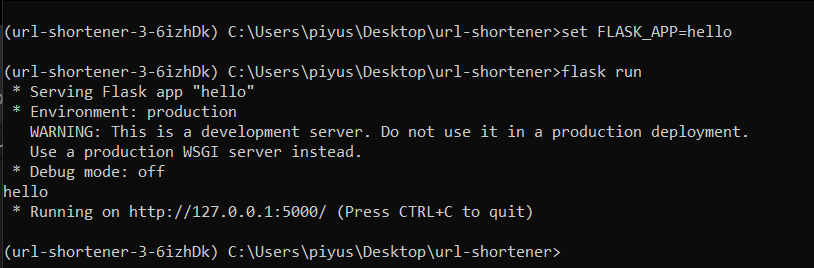 (url-shortener-3-6izhDk) C:\Users\piyus\Desktop\url-shortener>set FLASK_APP=hello
(url-shortener-3-6izhDk) C:\Users\piyus\Desktop\url-shortener>flask run
 * Serving Flask app "hello"
 * Environment: production
   WARNING: This is a development server. Do not use it in a production deployment.
   Use a production WSGI server instead.
 * Debug mode: off
hello
 * Running on http://127.0.0.1:5000/ (Press CTRL+C to quit)
(url-shortener-3-6izhDk) C:\Users\piyus\Desktop\url-shortener>